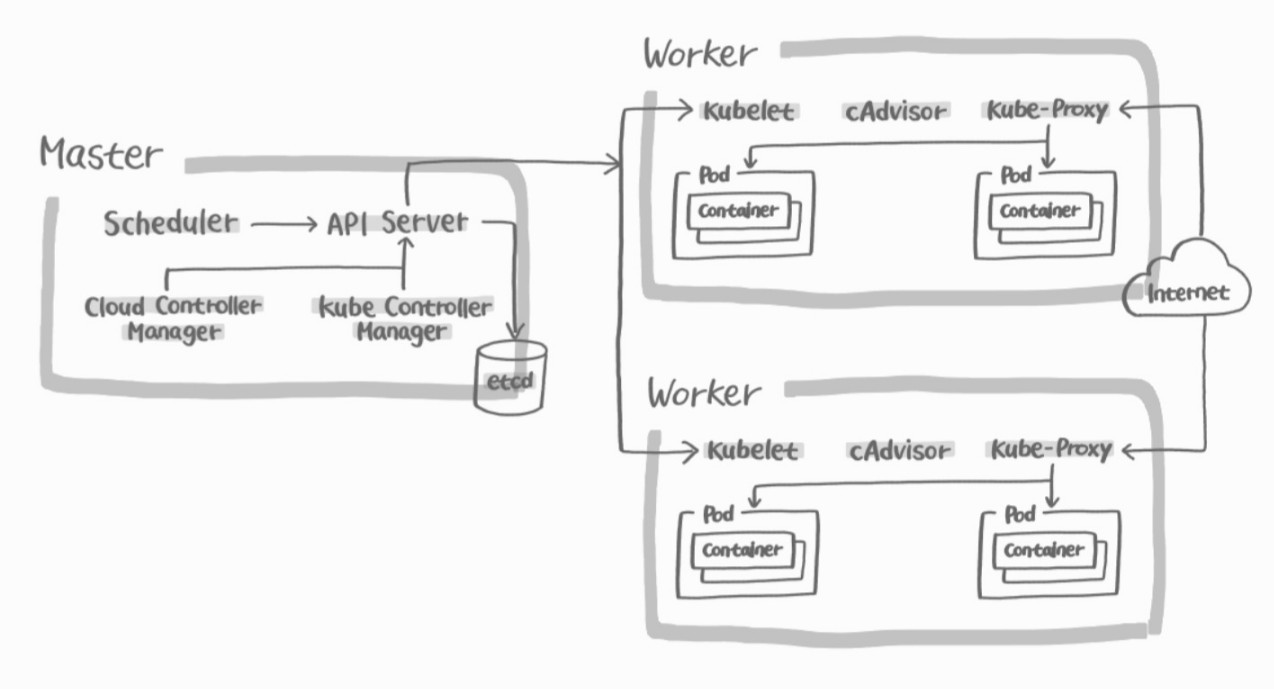 Master
Scheduler
API Server
Cloud Controller
Manager
Kube Controller
Manager
etcd
Worker
Kubelet
cAdvisor
Kube-Proxy
Pod
Container
Pod
Container
Internet
Worker
Kubelet
cAdvisor
Kube-Proxy
Pod
Container
Pod
Container